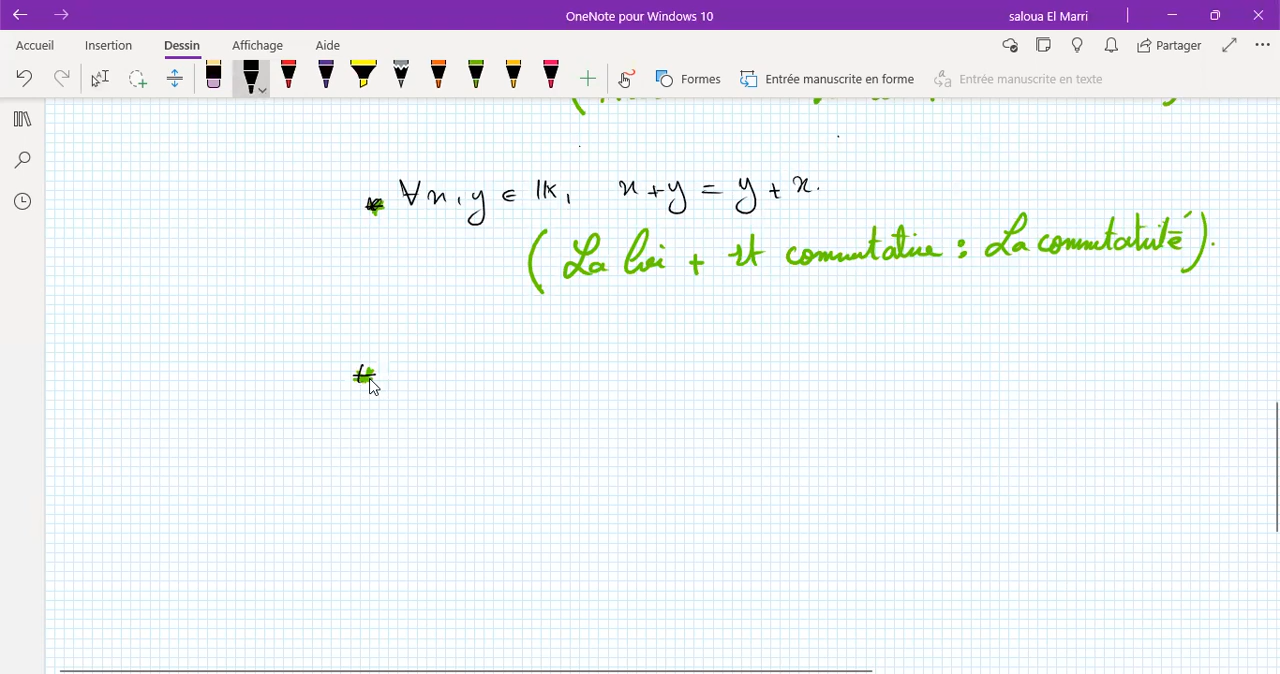 OneNote pour Windows 10
saloua El Marri
Accueil Insertion Dessin Affichage Aide
Partager
Formes Entrée manuscrite en forme Entrée manuscrite en texte
* ∀x, y ∈ K, x + y = y + x.
( La loi + est commutative : La commutativité ).
*